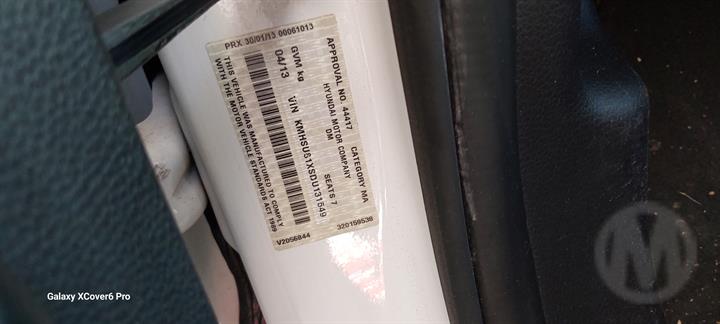 APPROVAL NO. 44417 CATEGORY MA
HYUNDAI MOTOR COMPANY
DM SEATS 7
VIN KMHSU81XSDU131549
04/13
GVM kg
THIS VEHICLE WAS MANUFACTURED TO COMPLY
WITH THE MOTOR VEHICLE STANDARDS ACT 1989
PRX 30/01/13 00061013
320159538
V2056844
Galaxy XCover6 Pro
M